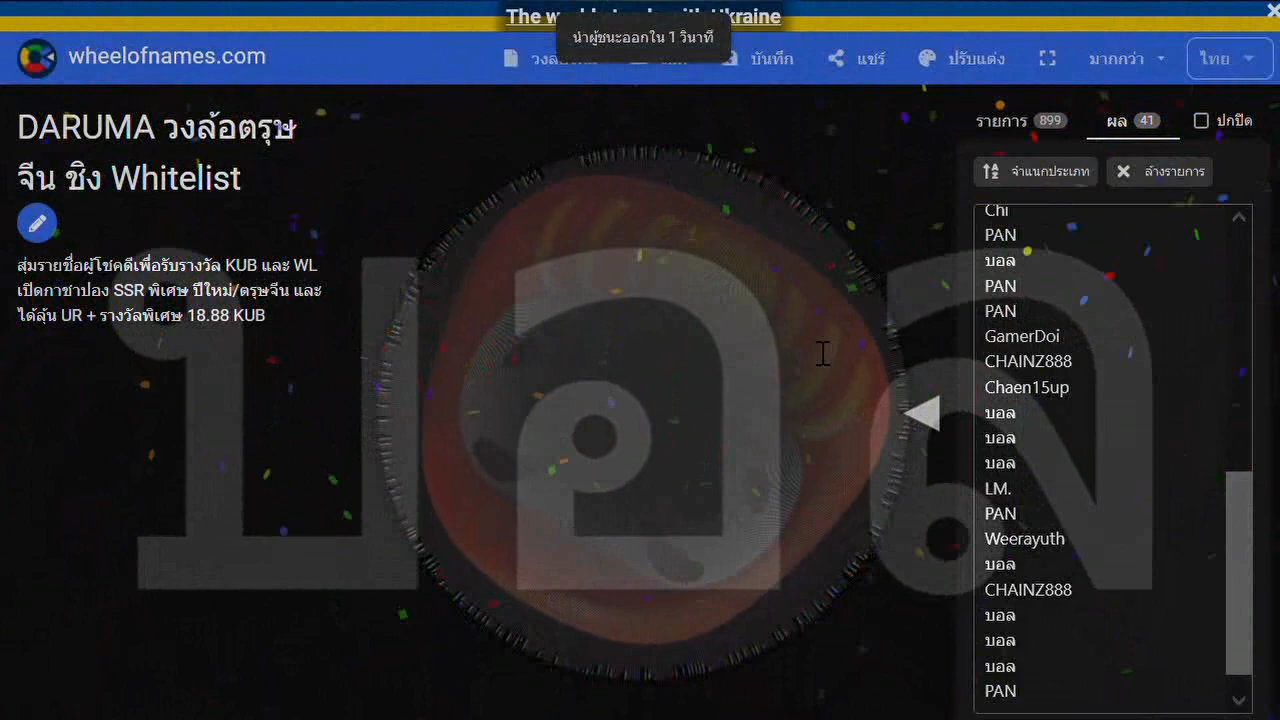 The world stands with Ukraine
นำผู้ชนะออกใน 1 วินาที
wheelofnames.com
บันทึก
แชร์
ปรับแต่ง
มากกว่า
ไทย
DARUMA วงล้อตรุษ
จีน ชิง Whitelist
สุ่มรายชื่อผู้โชคดีเพื่อรับรางวัล KUB และ WL
เปิดกาชาปอง SSR พิเศษ ปีใหม่/ตรุษจีน และ
ได้ลุ้น UR + รางวัลพิเศษ 18.88 KUB
บอล
รายการ 899
ผล 41
ปกปิด
จำแนกประเภท
ล้างรายการ
Chi
PAN
บอล
PAN
PAN
GamerDoi
CHAINZ888
Chaen15up
บอล
บอล
บอล
LM.
PAN
Weerayuth
บอล
CHAINZ888
บอล
บอล
บอล
PAN